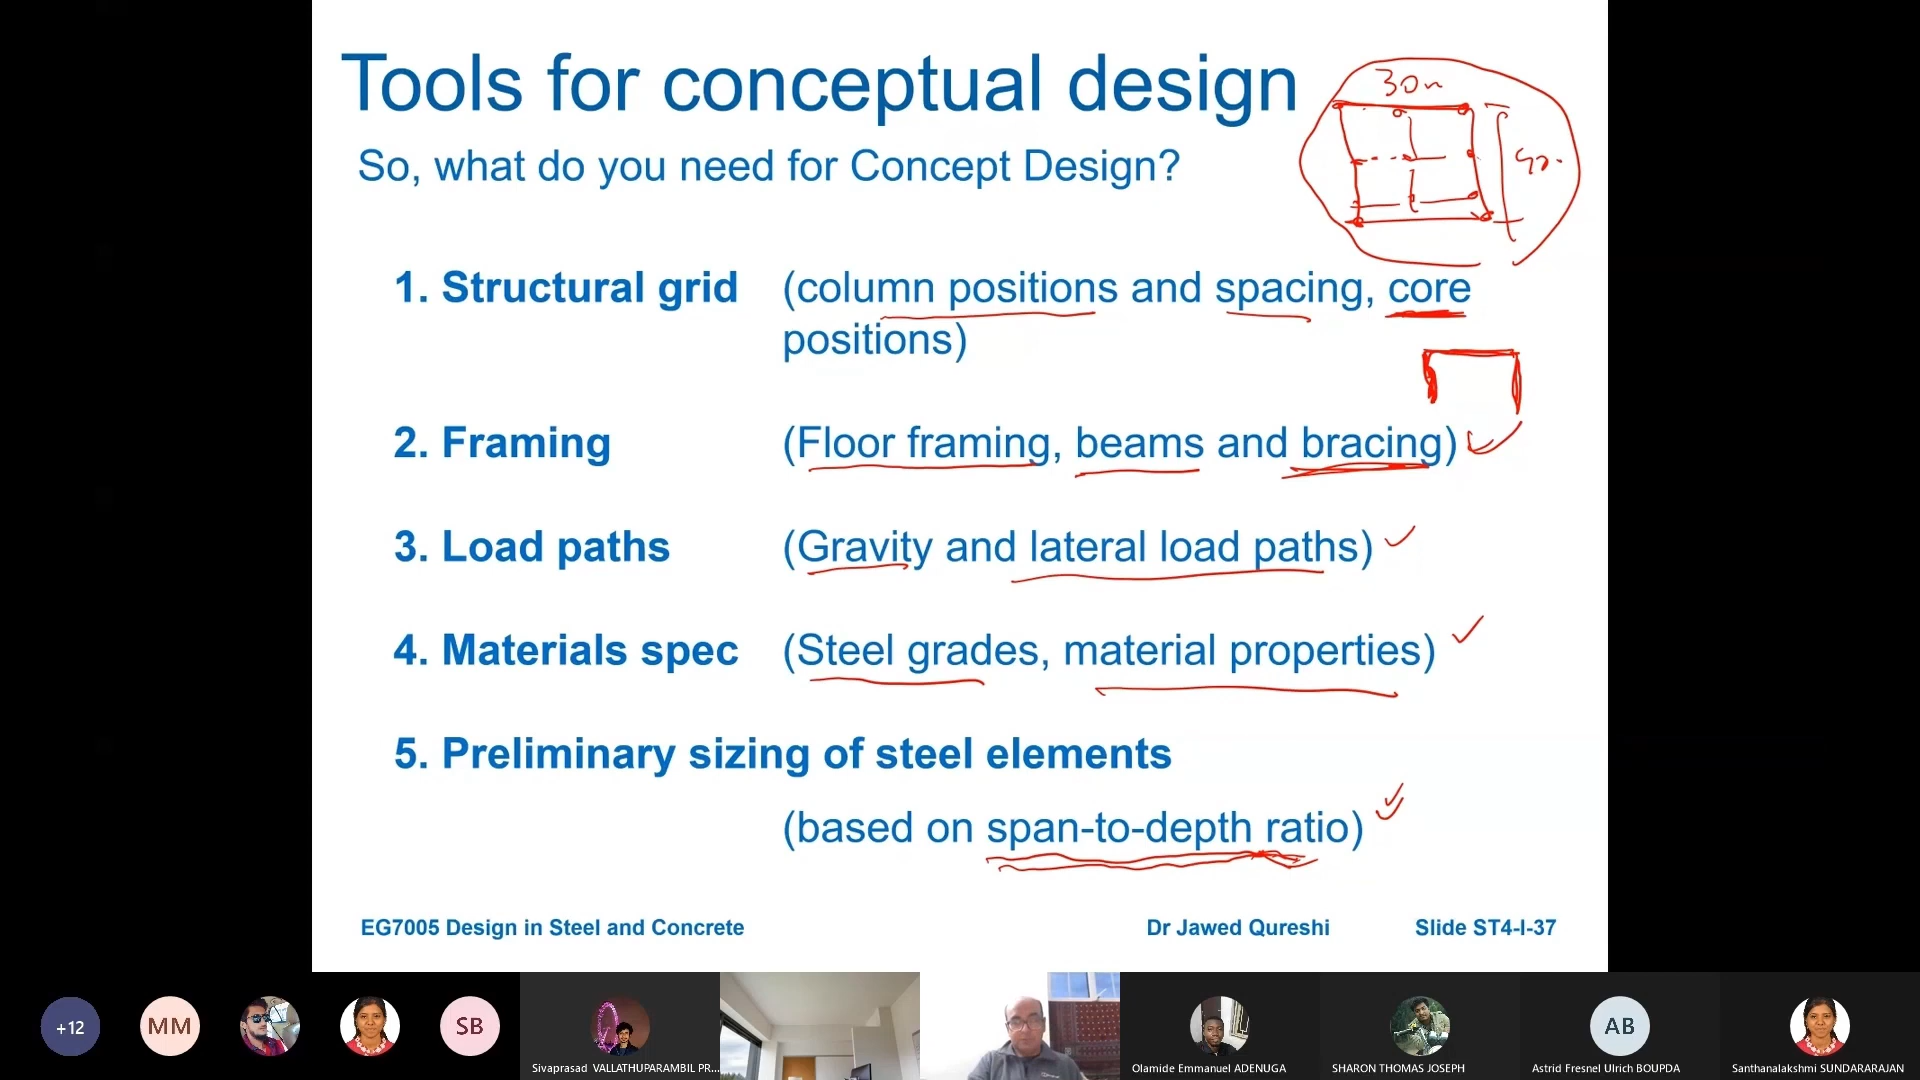 Tools for conceptual design
30m
So, what do you need for Concept Design?
1. Structural grid (column positions and spacing, core
positions)
2. Framing (Floor framing, beams and bracing)
3. Load paths (Gravity and lateral load paths)
4. Materials spec (Steel grades, material properties)
5. Preliminary sizing of steel elements
(based on span-to-depth ratio)
EG7005 Design in Steel and Concrete Dr Jawed Qureshi Slide ST4-I-37
+12
MM
SB
Sivaprasad VALLATHUPARAMBIL PR...
Olamide Emmanuel ADENUGA
SHARON THOMAS JOSEPH
AB
Astrid Fresnel Ulrich BOUPDA
Santhanalakshmi SUNDARARAJAN